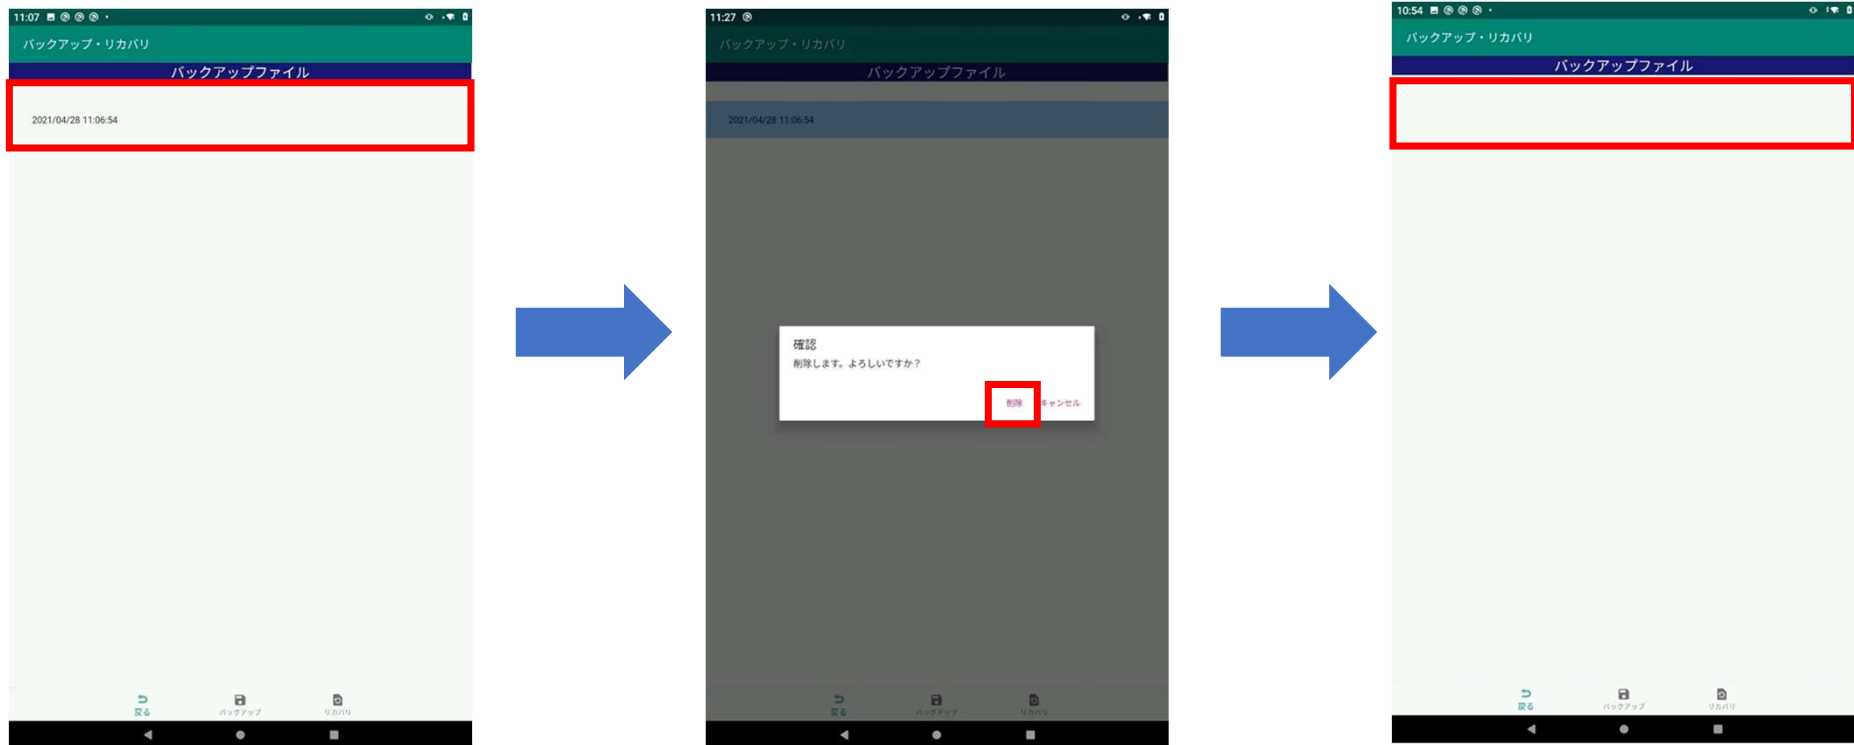 11:07
バックアップ・リカバリ
バックアップファイル
2021/04/28 11:06:54
戻る
バックアップ
リカバリ
11:27
バックアップ・リカバリ
バックアップファイル
2021/04/28 11:06:54
確認
削除します。よろしいですか？
削除
キャンセル
戻る
バックアップ
リカバリ
10:54
バックアップ・リカバリ
バックアップファイル
戻る
バックアップ
リカバリ